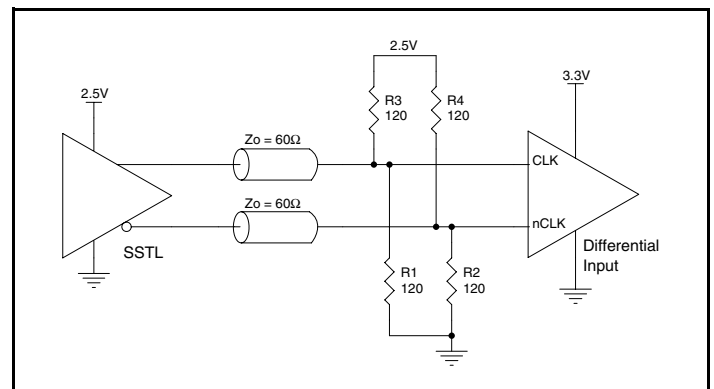 2.5V
3.3V
2.5V
R3
120
R4
120
Zo = 60Ω
CLK
Zo = 60Ω
nCLK
SSTL
Differential
Input
R1
120
R2
120